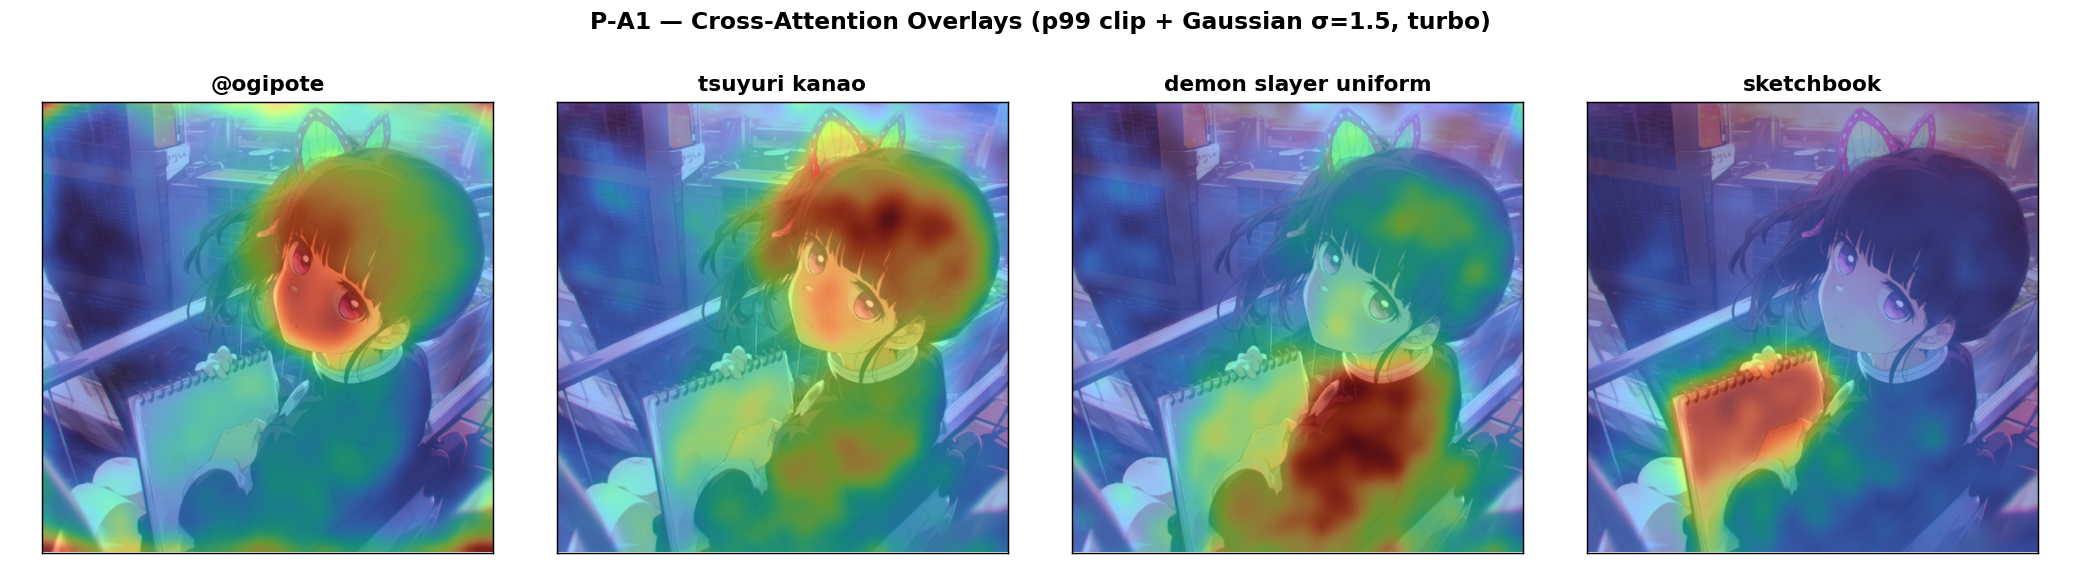 P-A1 — Cross-Attention Overlays (p99 clip + Gaussian σ=1.5, turbo)
@ogipote
tsuyuri kanao
demon slayer uniform
sketchbook